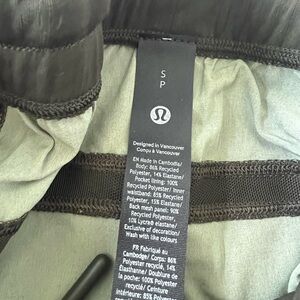 S
P
Designed in Vancouver
Conçu à Vancouver
EN Made in Cambodia/
Body: 86% Recycled
Polyester, 14% Elastane/
Pocket lining: 100%
Recycled Polyester/ Inner
waistband: 85% Recycled
Polyester, 15% Elastane/
Back mesh panel: 90%
Recycled Polyester,
10% Lycra® elastane/
Exclusive of decoration/
Wash with like colours
FR Fabriqué au
Cambodge/ Corps: 86%
Polyester recyclé, 14%
Élasthanne/ Doublure de
la poche: 100% Polyester
recyclé/ Ceinture
intérieure: 85% Polyester